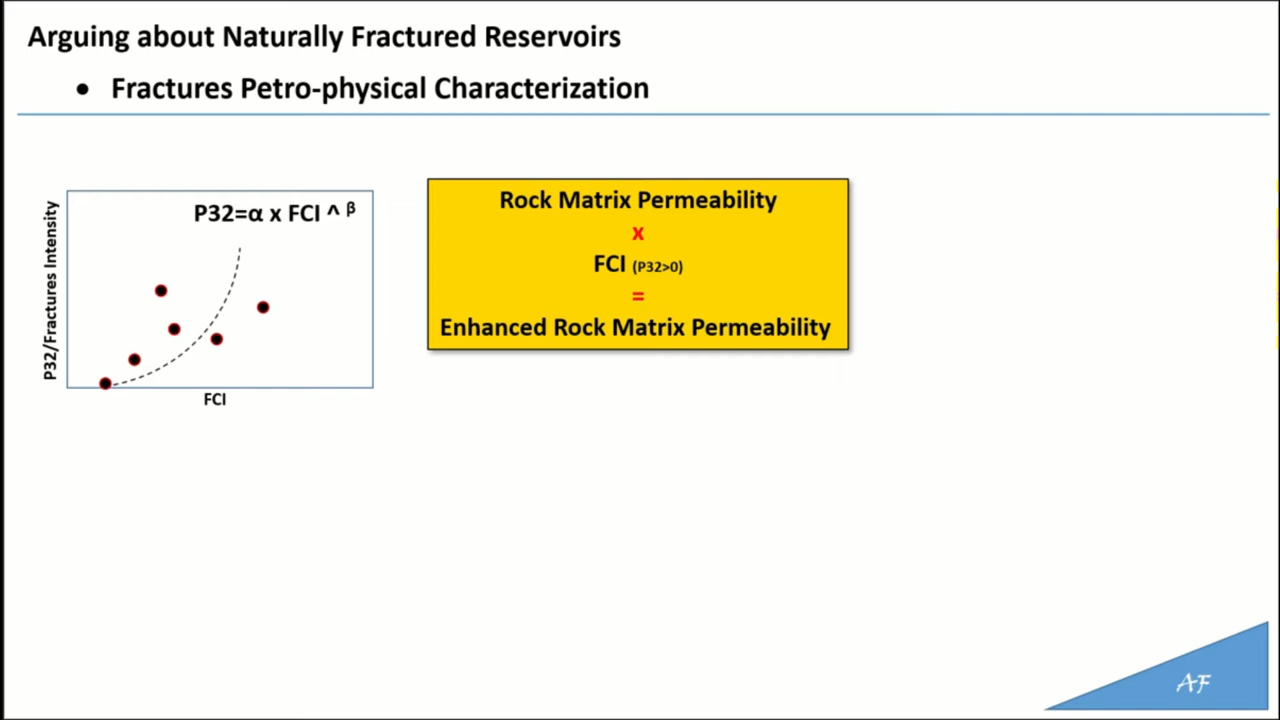 Arguing about Naturally Fractured Reservoirs
• Fractures Petro-physical Characterization
P32/Fractures Intensity
P32=α x FCI ^ β
FCI
Rock Matrix Permeability
x
FCI (P32>0)
=
Enhanced Rock Matrix Permeability
AF